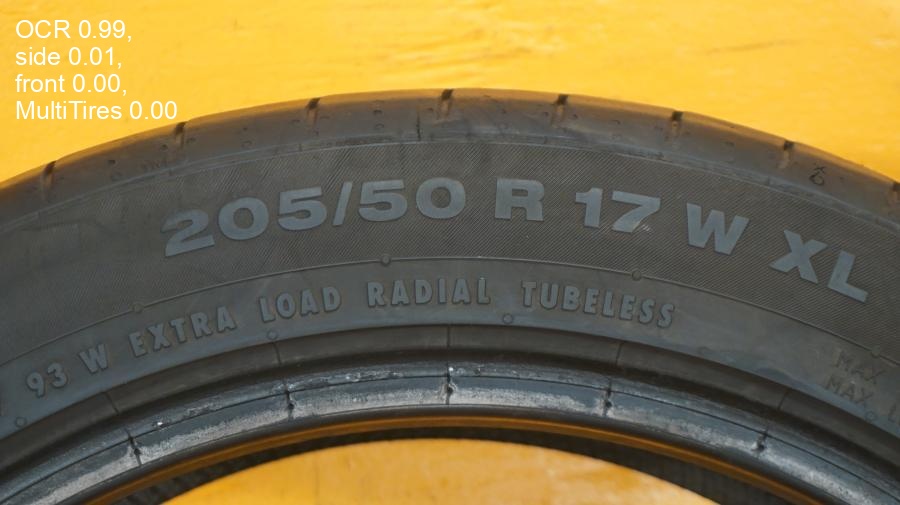 OCR 0.99,
side 0.01,
front 0.00,
MultiTires 0.00
205/50 R 17 W XL
93 W EXTRA LOAD RADIAL TUBELESS
MAX
MAX